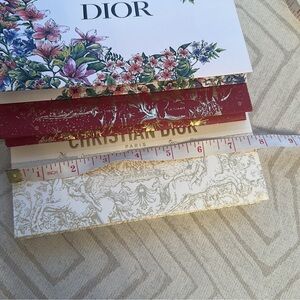 DIOR
CHRISTIAN DIOR
PARIS
1 2 3 4 5 6 7 8 9